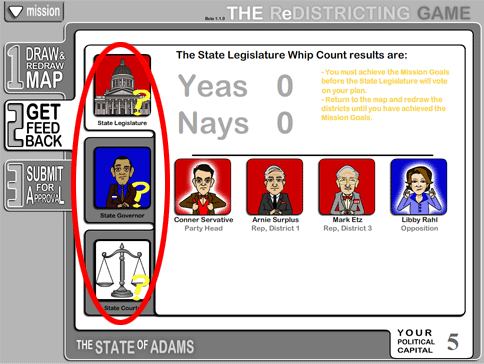 mission
Beta 1.1.0
THE ReDISTRICTING GAME
1 DRAW & REDRAW MAP
2 GET FEED BACK
3 SUBMIT FOR APPROVAL
The State Legislature Whip Count results are:
Yeas 0
Nays 0
• You must achieve the Mission Goals
before the State Legislature will vote
on your plan.
• Return to the map and redraw the
districts until you have achieved the
Mission Goals.
?
State Legislature
?
State Governor
?
State Courts
Conner Servative
Party Head
Arnie Surplus
Rep, District 1
Mark Etz
Rep, District 3
Libby Rahl
Opposition
THE STATE OF ADAMS
YOUR
POLITICAL
CAPITAL
5